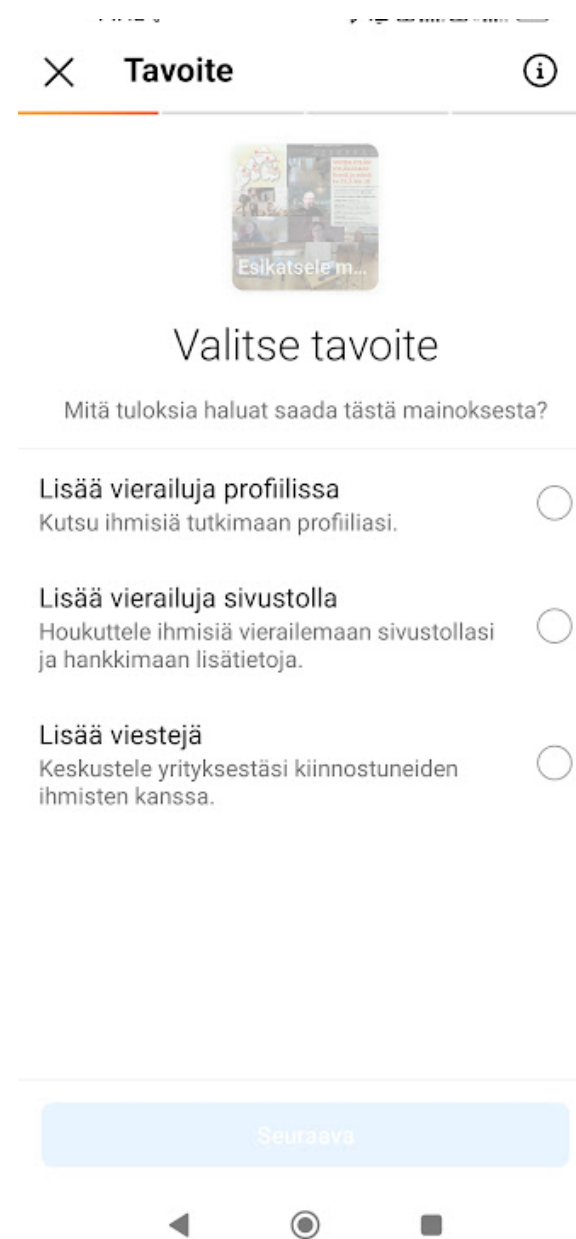 Tavoite
Esikatsele m...
Valitse tavoite
Mitä tuloksia haluat saada tästä mainoksesta?
Lisää vierailuja profiilissa
Kutsu ihmisiä tutkimaan profiiliasi.
Lisää vierailuja sivustolla
Houkuttele ihmisiä vierailemaan sivustollasi
ja hankkimaan lisätietoja.
Lisää viestejä
Keskustele yrityksestäsi kiinnostuneiden
ihmisten kanssa.
Seuraava